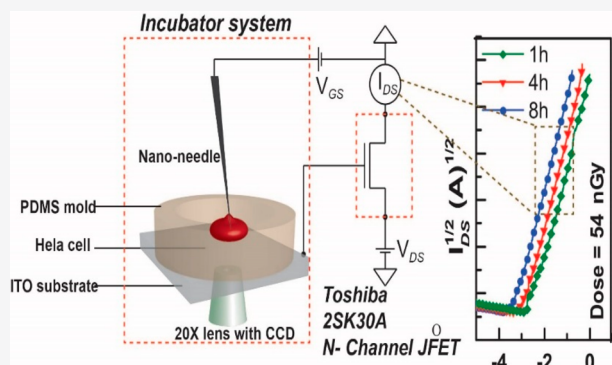 Incubator system
Nano-needle
PDMS mold
Hela cell
ITO substrate
20X lens with CCD
V_GS
I_DS
V_DS
Toshiba
2SK30A
N- Channel JFET
1h
4h
8h
I_DS^1/2 (A)^1/2
Dose = 54 nGy
0
-4 -2 0